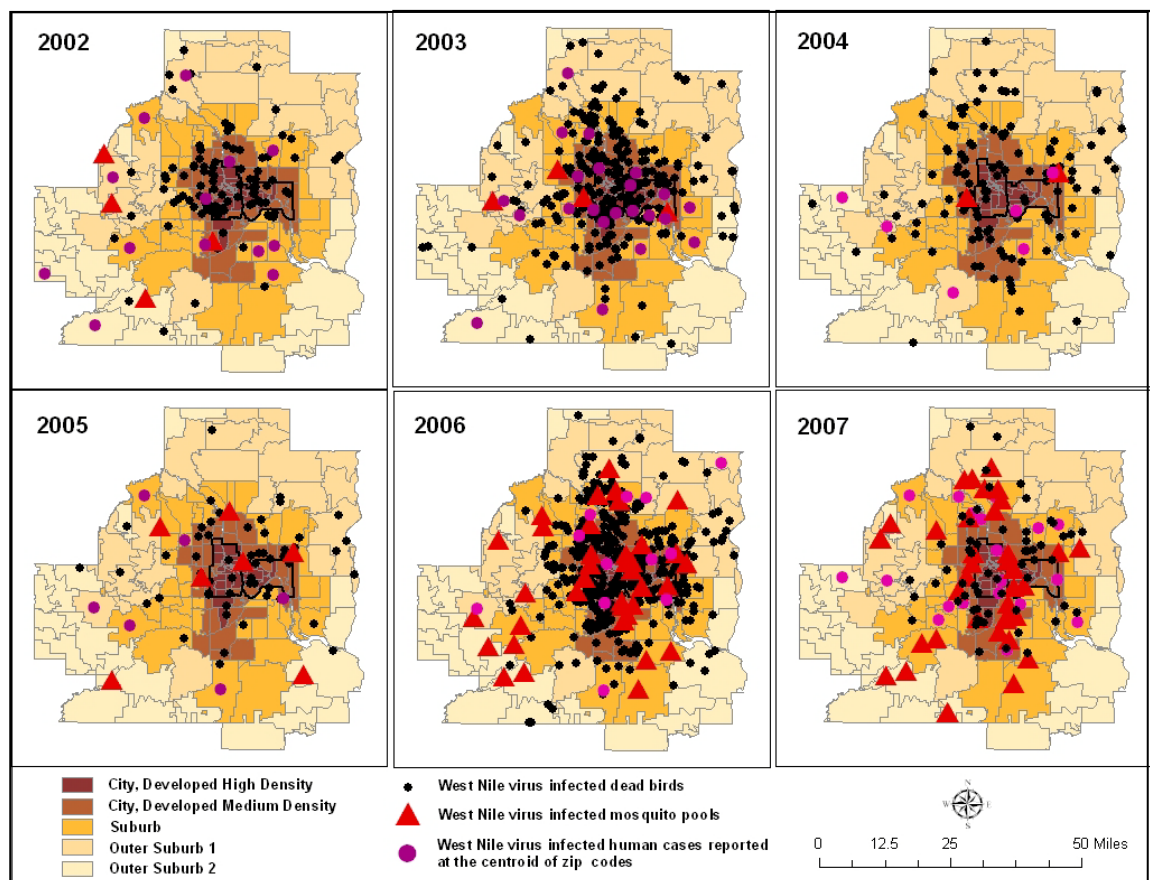 2002
2003
2004
2005
2006
2007
City, Developed High Density
City, Developed Medium Density
Suburb
Outer Suburb 1
Outer Suburb 2
West Nile virus infected dead birds
West Nile virus infected mosquito pools
West Nile virus infected human cases reported
at the centroid of zip codes
N
W E
S
0 12.5 25 50 Miles